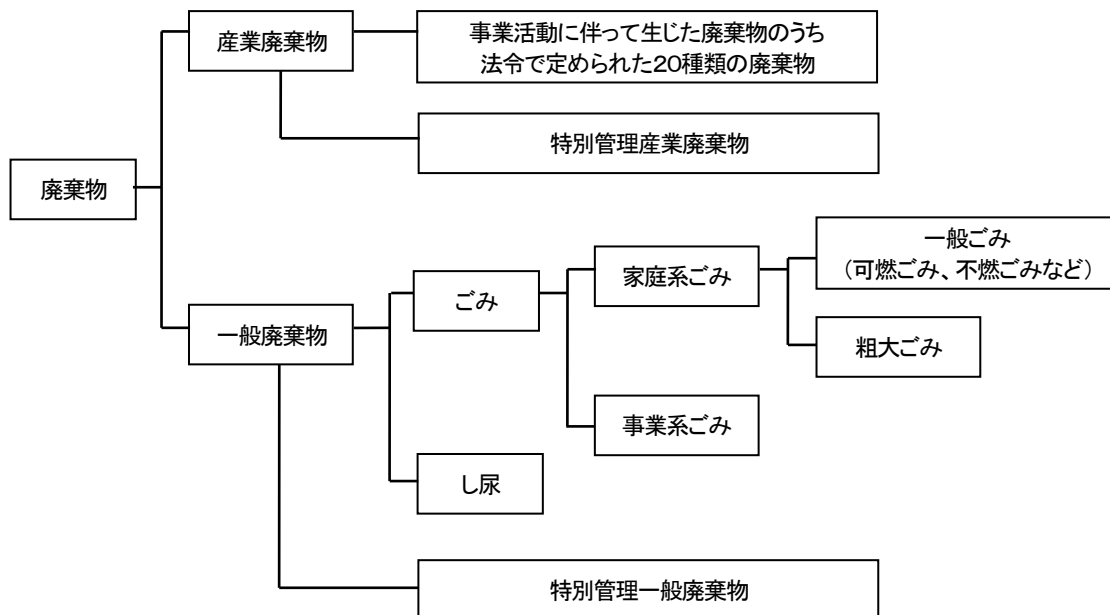 産業廃棄物
事業活動に伴って生じた廃棄物のうち
法令で定められた20種類の廃棄物
特別管理産業廃棄物
廃棄物
一般廃棄物
ごみ
家庭系ごみ
一般ごみ
（可燃ごみ、不燃ごみなど）
粗大ごみ
事業系ごみ
し尿
特別管理一般廃棄物